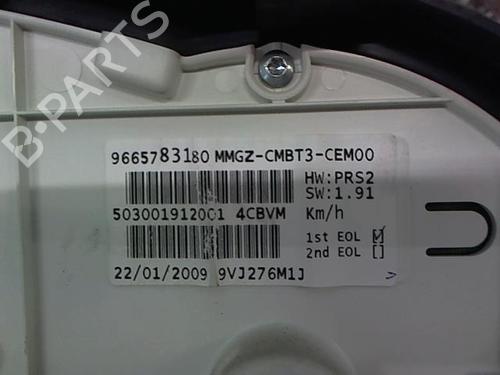 B-PARTS
9665783180 MMGZ-CMBT3-CEM00
HW:PRS2
SW:1.91
503001912001 4CBVM Km/h
1st EOL [x]
2nd EOL []
22/01/2009 9VJ276M1J